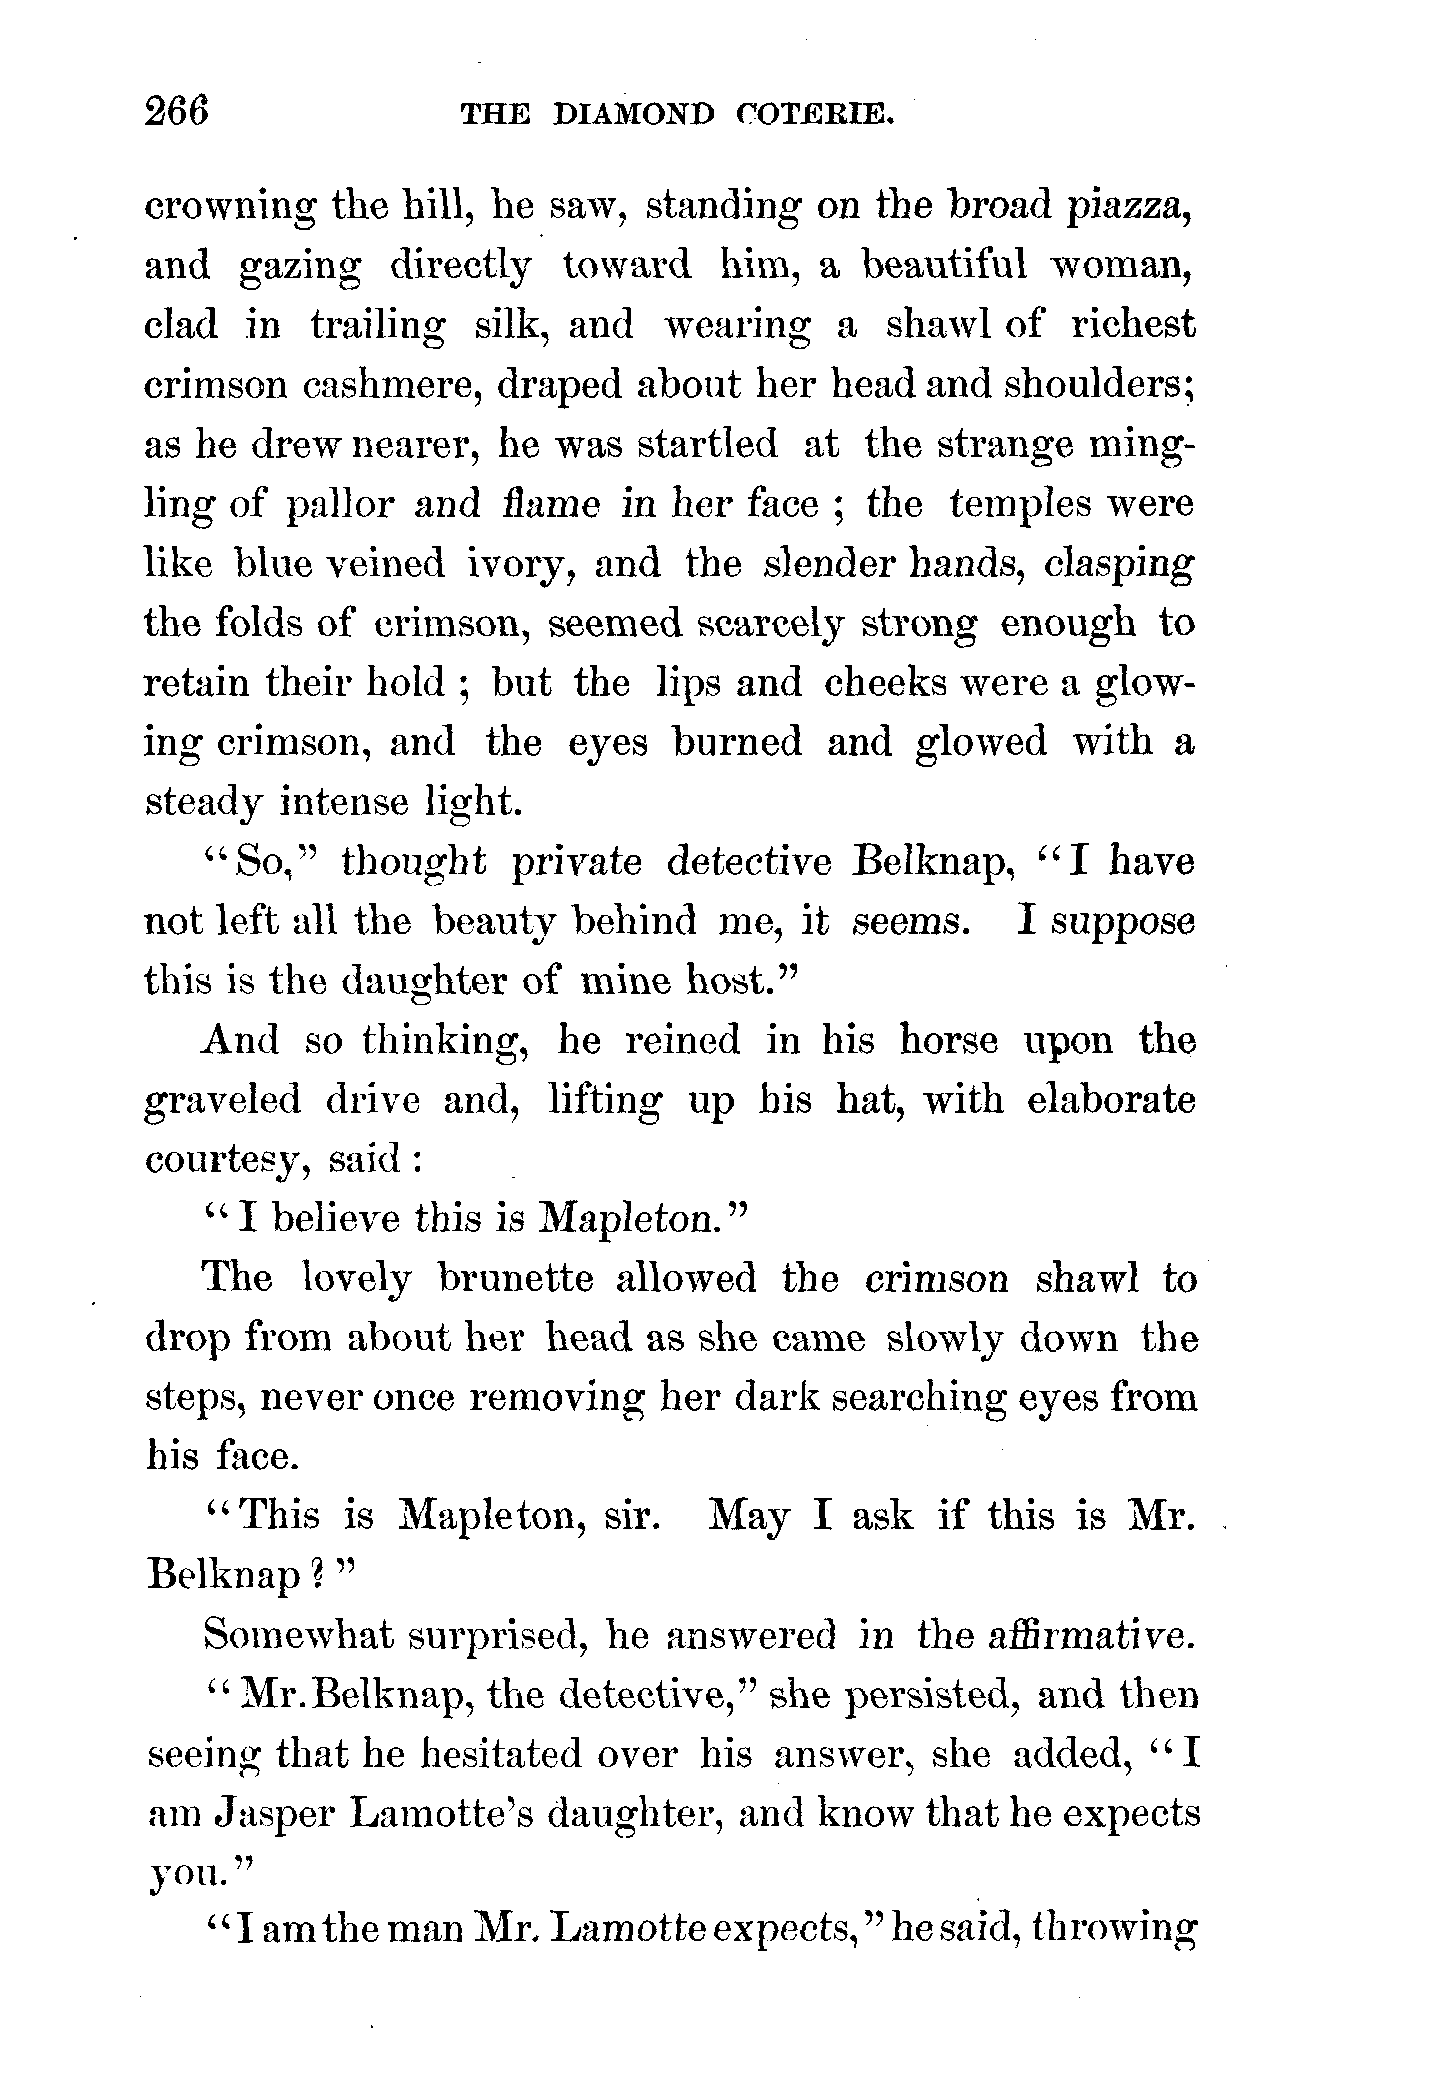 266 THE DIAMOND COTERIE.
crowning the hill, he saw, standing on the broad piazza,
and gazing directly toward him, a beautiful woman,
clad in trailing silk, and wearing a shawl of richest
crimson cashmere, draped about her head and shoulders;
as he drew nearer, he was startled at the strange ming-
ling of pallor and flame in her face ; the temples were
like blue veined ivory, and the slender hands, clasping
the folds of crimson, seemed scarcely strong enough to
retain their hold ; but the lips and cheeks were a glow-
ing crimson, and the eyes burned and glowed with a
steady intense light.
“So,” thought private detective Belknap, “I have
not left all the beauty behind me, it seems. I suppose
this is the daughter of mine host.”
And so thinking, he reined in his horse upon the
graveled drive and, lifting up his hat, with elaborate
courtesy, said :
“I believe this is Mapleton.”
The lovely brunette allowed the crimson shawl to
drop from about her head as she came slowly down the
steps, never once removing her dark searching eyes from
his face.
“This is Mapleton, sir. May I ask if this is Mr.
Belknap ? ”
Somewhat surprised, he answered in the affirmative.
“Mr. Belknap, the detective,” she persisted, and then
seeing that he hesitated over his answer, she added, “I
am Jasper Lamotte’s daughter, and know that he expects
you.”
“I am the man Mr. Lamotte expects,” he said, throwing